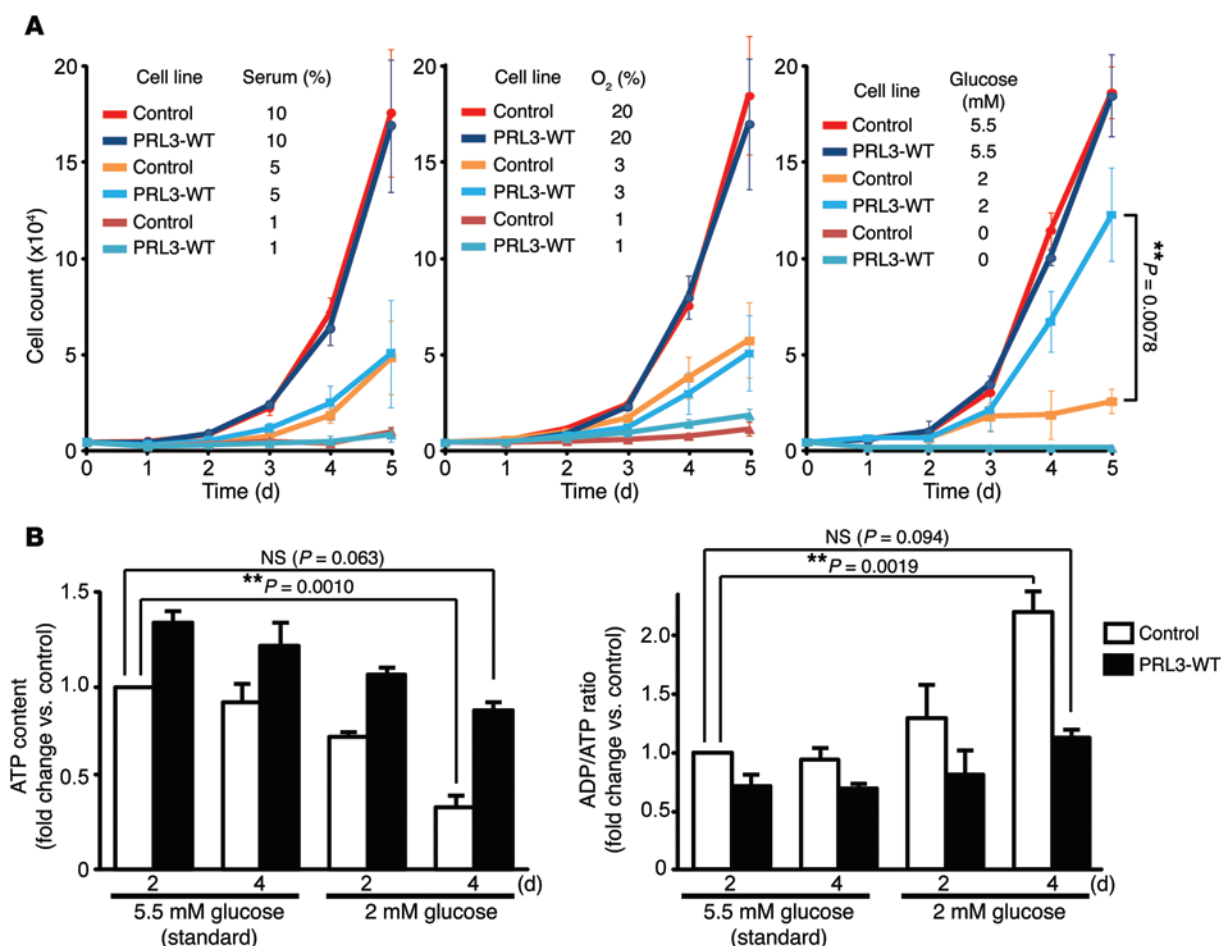 A
Cell line Serum (%)
Control 10
PRL3-WT 10
Control 5
PRL3-WT 5
Control 1
PRL3-WT 1
20
15
10
5
0
Cell count (x10⁴)
0 1 2 3 4 5
Time (d)
Cell line O₂ (%)
Control 20
PRL3-WT 20
Control 3
PRL3-WT 3
Control 1
PRL3-WT 1
20
15
10
5
0
0 1 2 3 4 5
Time (d)
Cell line Glucose
(mM)
Control 5.5
PRL3-WT 5.5
Control 2
PRL3-WT 2
Control 0
PRL3-WT 0
20
15
10
5
0
0 1 2 3 4 5
Time (d)
**P = 0.0078
B
NS (P = 0.063)
**P = 0.0010
1.5
1.0
0.5
0
ATP content
(fold change vs. control)
2 4 2 4 (d)
5.5 mM glucose 2 mM glucose
(standard)
NS (P = 0.094)
**P = 0.0019
2.0
1.5
1.0
0.5
0
ADP/ATP ratio
(fold change vs. control)
2 4 2 4 (d)
5.5 mM glucose 2 mM glucose
(standard)
Control
PRL3-WT